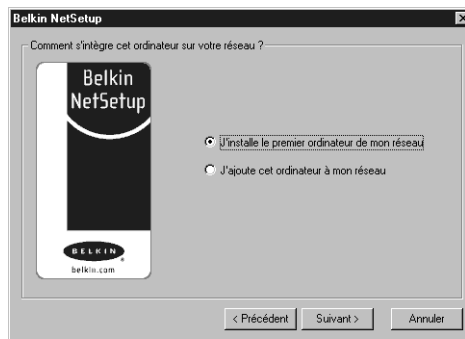 Belkin NetSetup
Comment s'intègre cet ordinateur sur votre réseau ?
Belkin
NetSetup
J'installe le premier ordinateur de mon réseau
J'ajoute cet ordinateur à mon réseau
BELKIN
belkin.com
< Précédent
Suivant >
Annuler